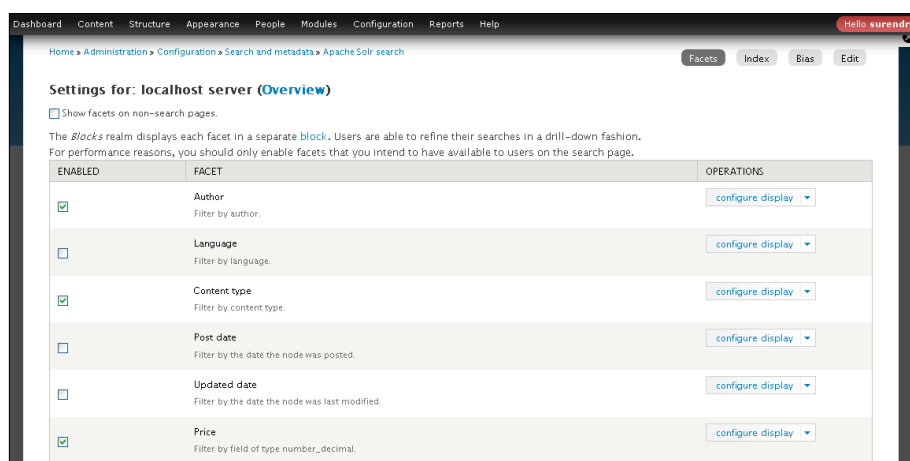 Dashboard Content Structure Appearance People Modules Configuration Reports Help Hello surendr
Home » Administration » Configuration » Search and metadata » Apache Solr search
Facets Index Bias Edit
Settings for: localhost server (Overview)
Show facets on non-search pages.
The Blocks realm displays each facet in a separate block. Users are able to refine their searches in a drill-down fashion.
For performance reasons, you should only enable facets that you intend to have available to users on the search page.
ENABLED FACET OPERATIONS
Author configure display
Filter by author.
Language configure display
Filter by language.
Content type configure display
Filter by content type.
Post date configure display
Filter by the date the node was posted.
Updated date configure display
Filter by the date the node was last modified.
Price configure display
Filter by field of type number_decimal.